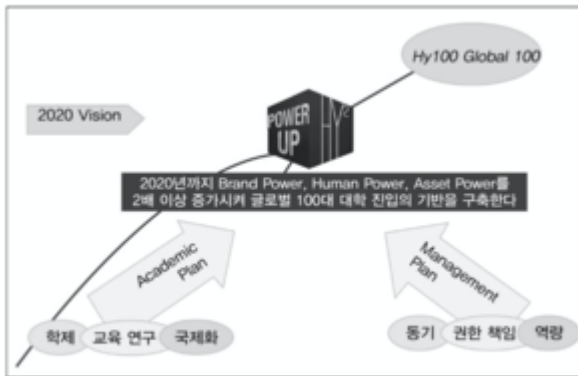 Hy100 Global 100
2020 Vision
POWER
UP
HY²
2020년까지 Brand Power, Human Power, Asset Power를
2배 이상 증가시켜 글로벌 100대 대학 진입의 기반을 구축한다
Academic
Plan
Management
Plan
학제 교육 연구 국제화
동기 권한 책임 역량